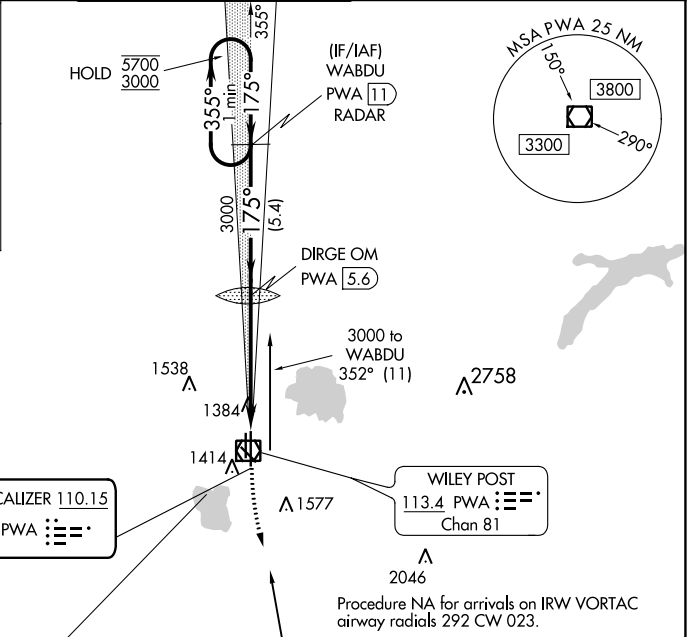 355°
HOLD 5700
3000
355°
1 min
175°
(IF/IAF)
WABDU
PWA 11
RADAR
MSA PWA 25 NM
150°
3800
3300
290°
3000
175°
(5.4)
DIRGE OM
PWA 5.6
3000 to
WABDU
352° (11)
1538
1384
2758
1414
CALIZER 110.15
PWA
1577
WILEY POST
113.4 PWA
Chan 81
2046
Procedure NA for arrivals on IRW VORTAC
airway radials 292 CW 023.